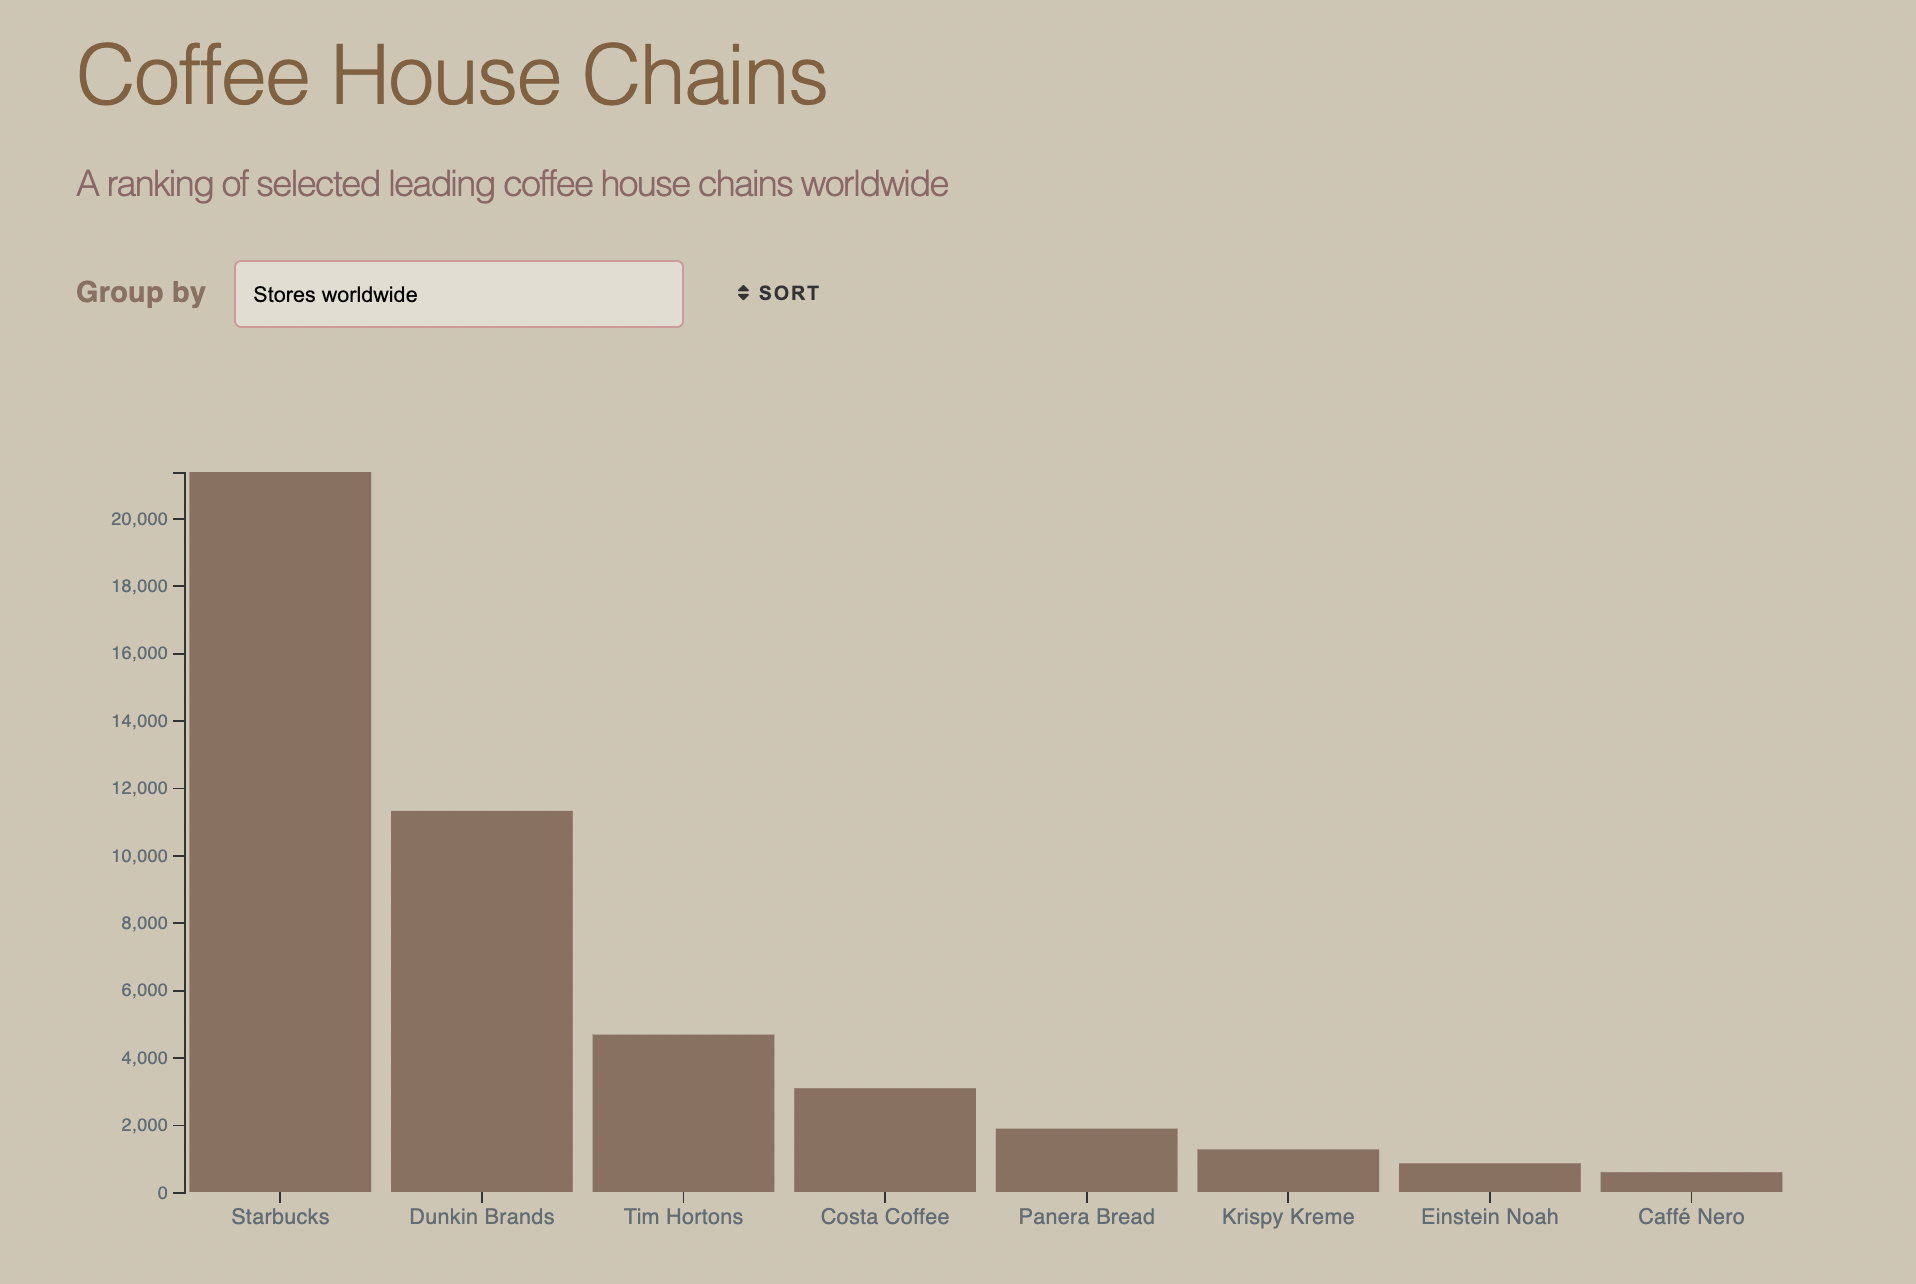 Coffee House Chains
A ranking of selected leading coffee house chains worldwide
Group by Stores worldwide SORT
20,000
18,000
16,000
14,000
12,000
10,000
8,000
6,000
4,000
2,000
0
Starbucks Dunkin Brands Tim Hortons Costa Coffee Panera Bread Krispy Kreme Einstein Noah Caffé Nero